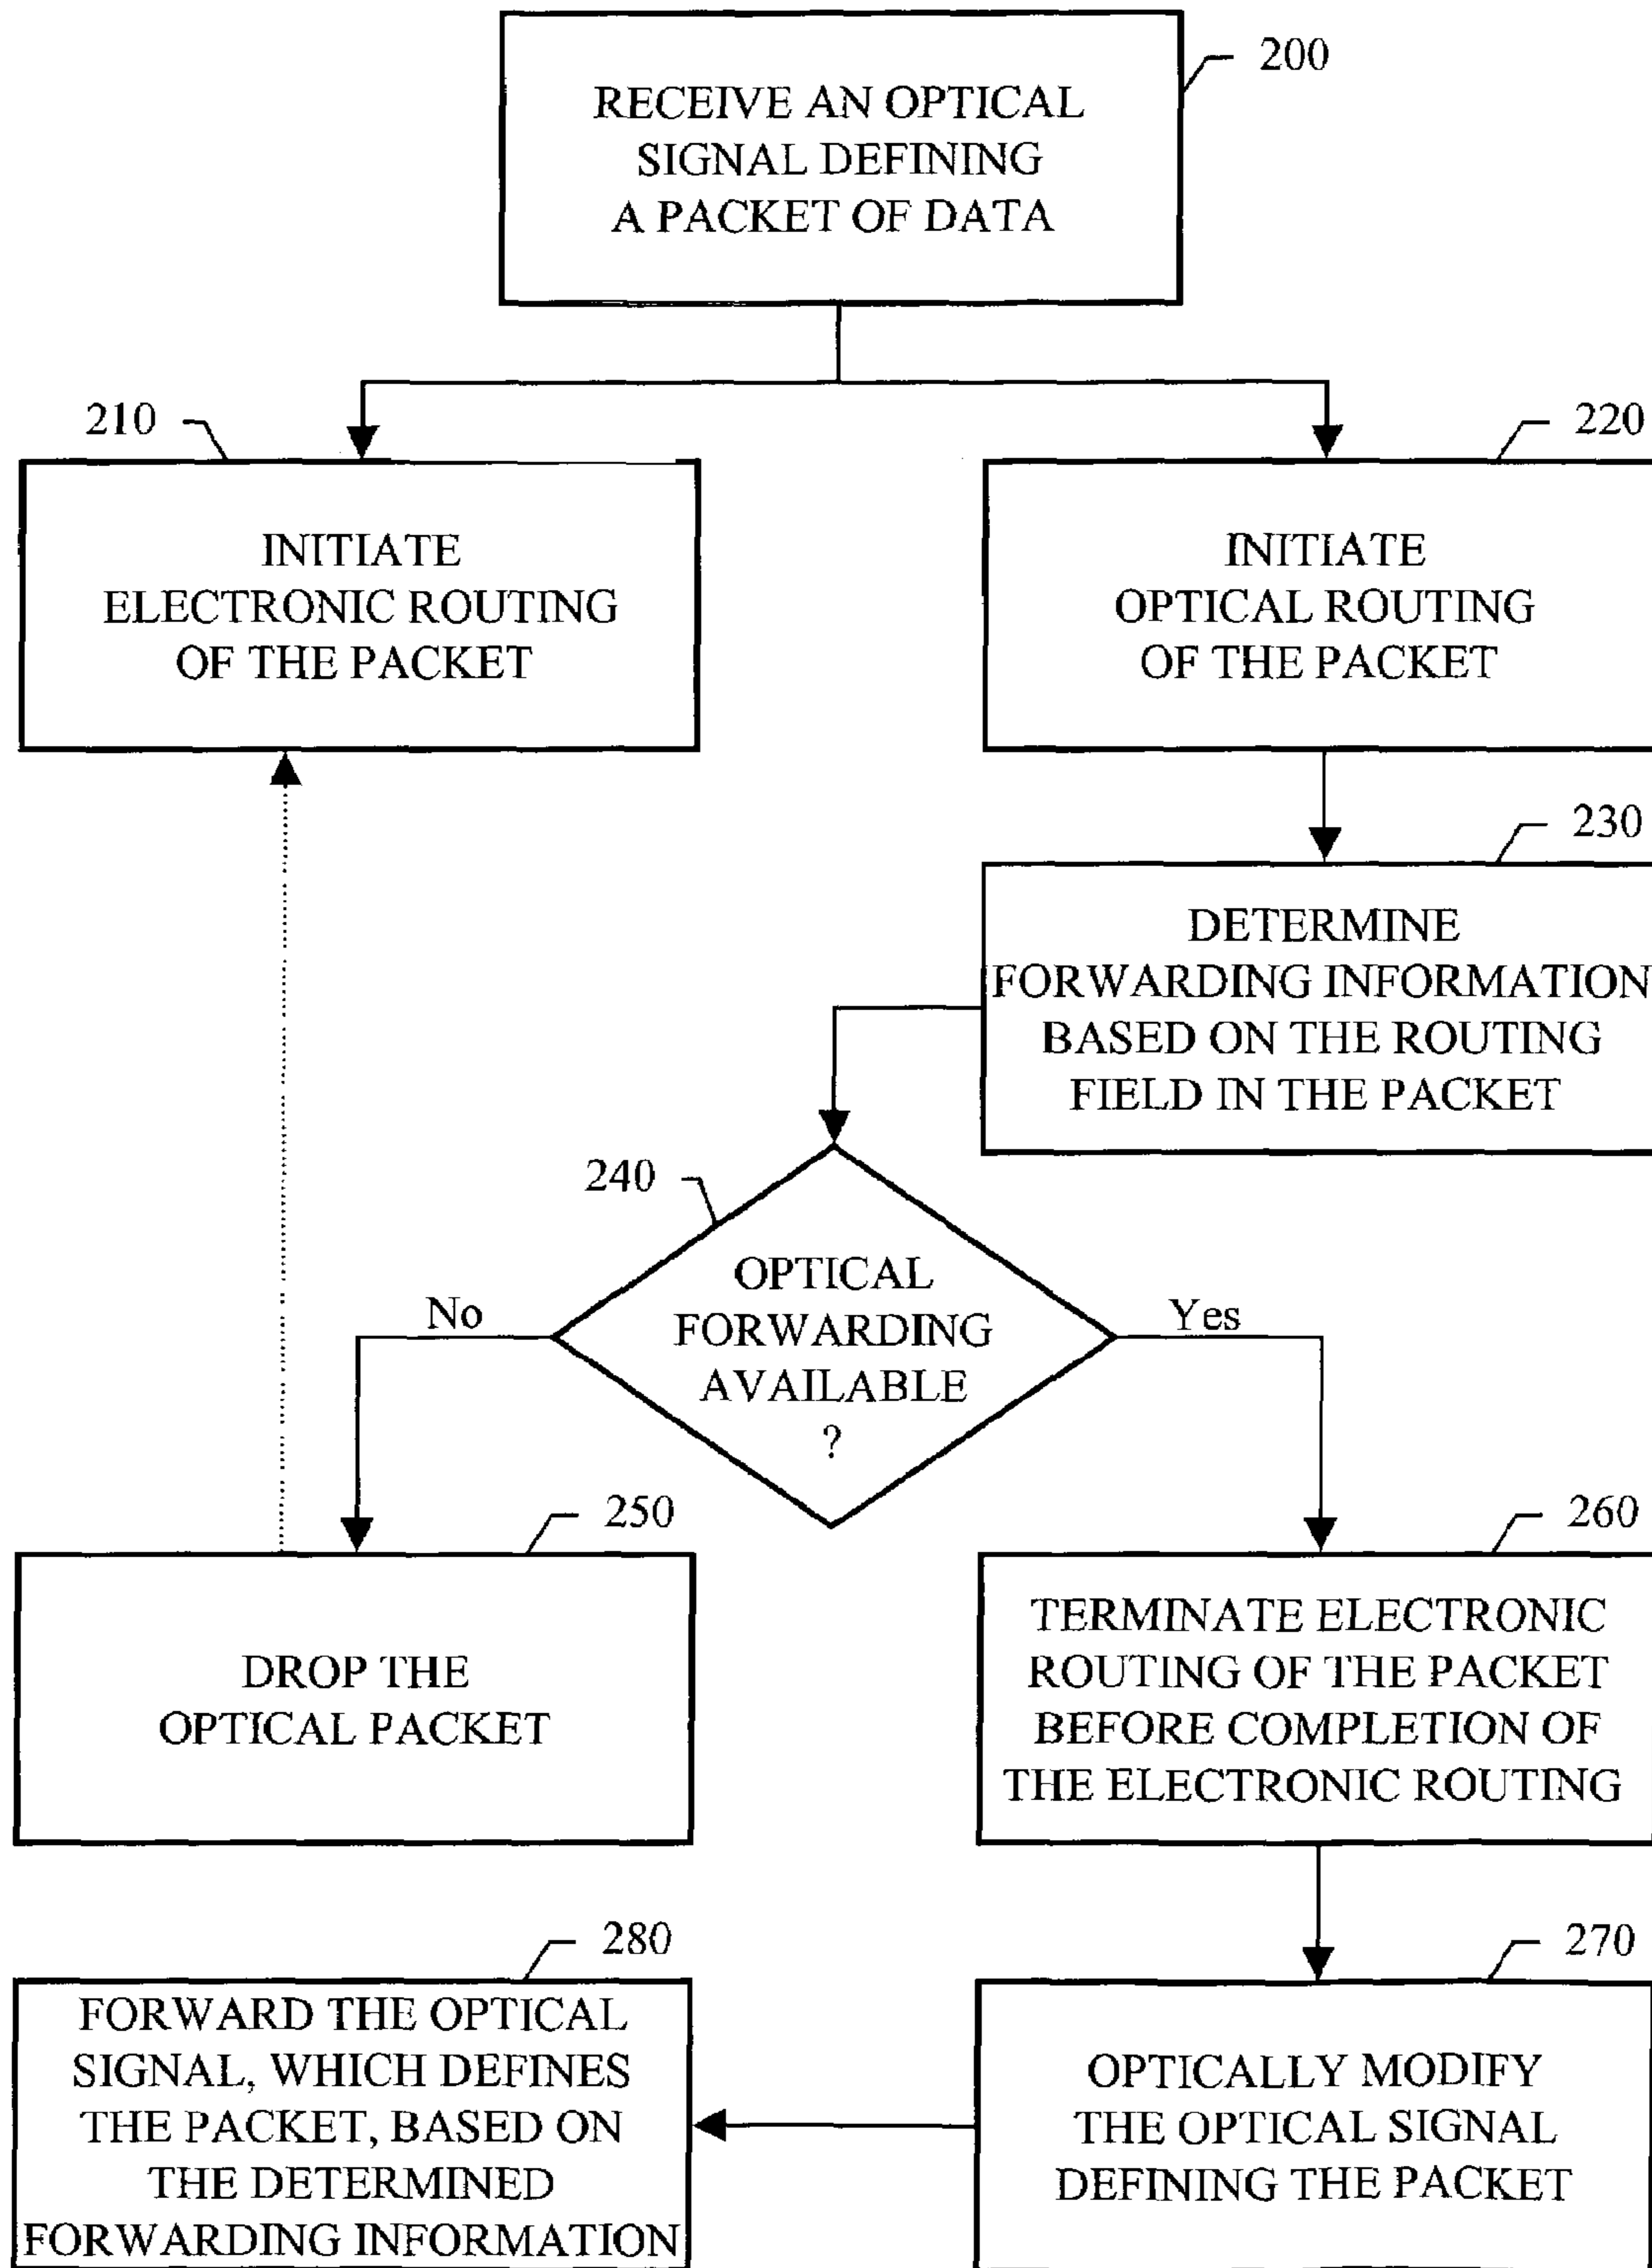 200
RECEIVE AN OPTICAL
SIGNAL DEFINING
A PACKET OF DATA
210
INITIATE
ELECTRONIC ROUTING
OF THE PACKET
220
INITIATE
OPTICAL ROUTING
OF THE PACKET
230
DETERMINE
FORWARDING INFORMATION
BASED ON THE ROUTING
FIELD IN THE PACKET
240
OPTICAL
FORWARDING
AVAILABLE
?
No
Yes
250
DROP THE
OPTICAL PACKET
260
TERMINATE ELECTRONIC
ROUTING OF THE PACKET
BEFORE COMPLETION OF
THE ELECTRONIC ROUTING
270
OPTICALLY MODIFY
THE OPTICAL SIGNAL
DEFINING THE PACKET
280
FORWARD THE OPTICAL
SIGNAL, WHICH DEFINES
THE PACKET, BASED ON
THE DETERMINED
FORWARDING INFORMATION